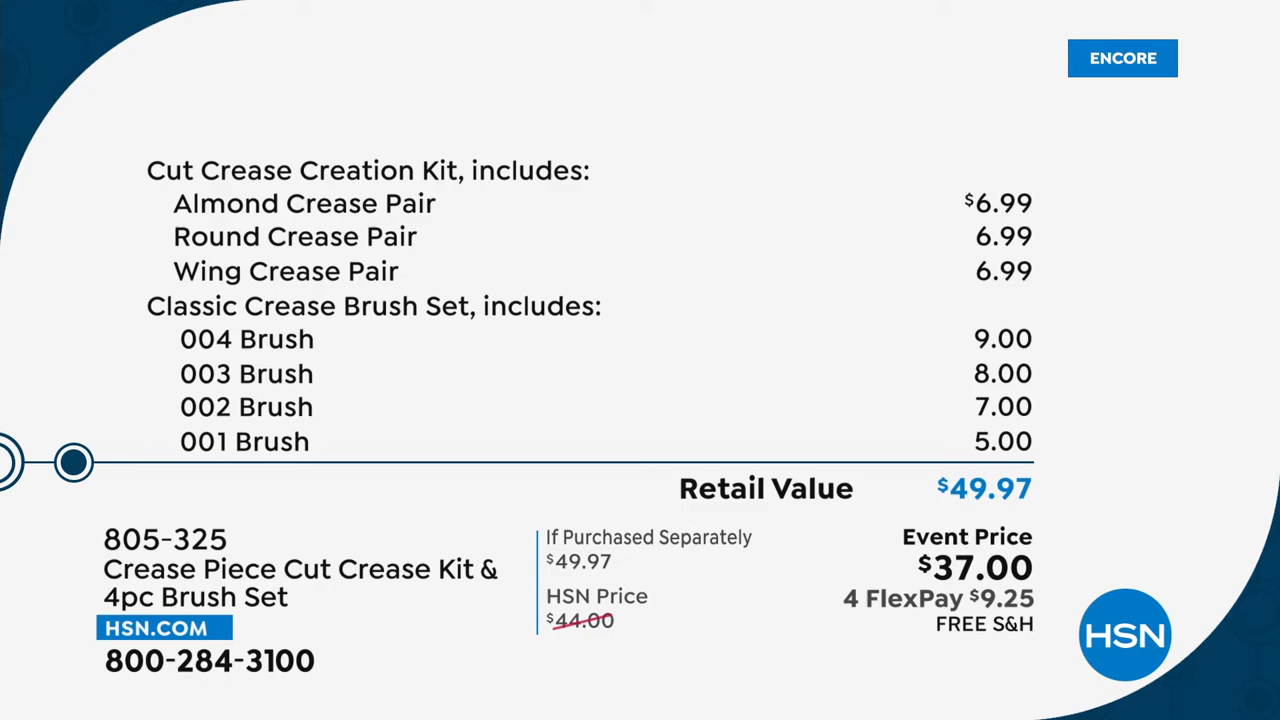 ENCORE
Cut Crease Creation Kit, includes:
Almond Crease Pair $6.99
Round Crease Pair 6.99
Wing Crease Pair 6.99
Classic Crease Brush Set, includes:
004 Brush 9.00
003 Brush 8.00
002 Brush 7.00
001 Brush 5.00
Retail Value $49.97
805-325
Crease Piece Cut Crease Kit &
4pc Brush Set
HSN.COM
800-284-3100
If Purchased Separately
$49.97
HSN Price
$44.00
Event Price
$37.00
4 FlexPay $9.25
FREE S&H
HSN